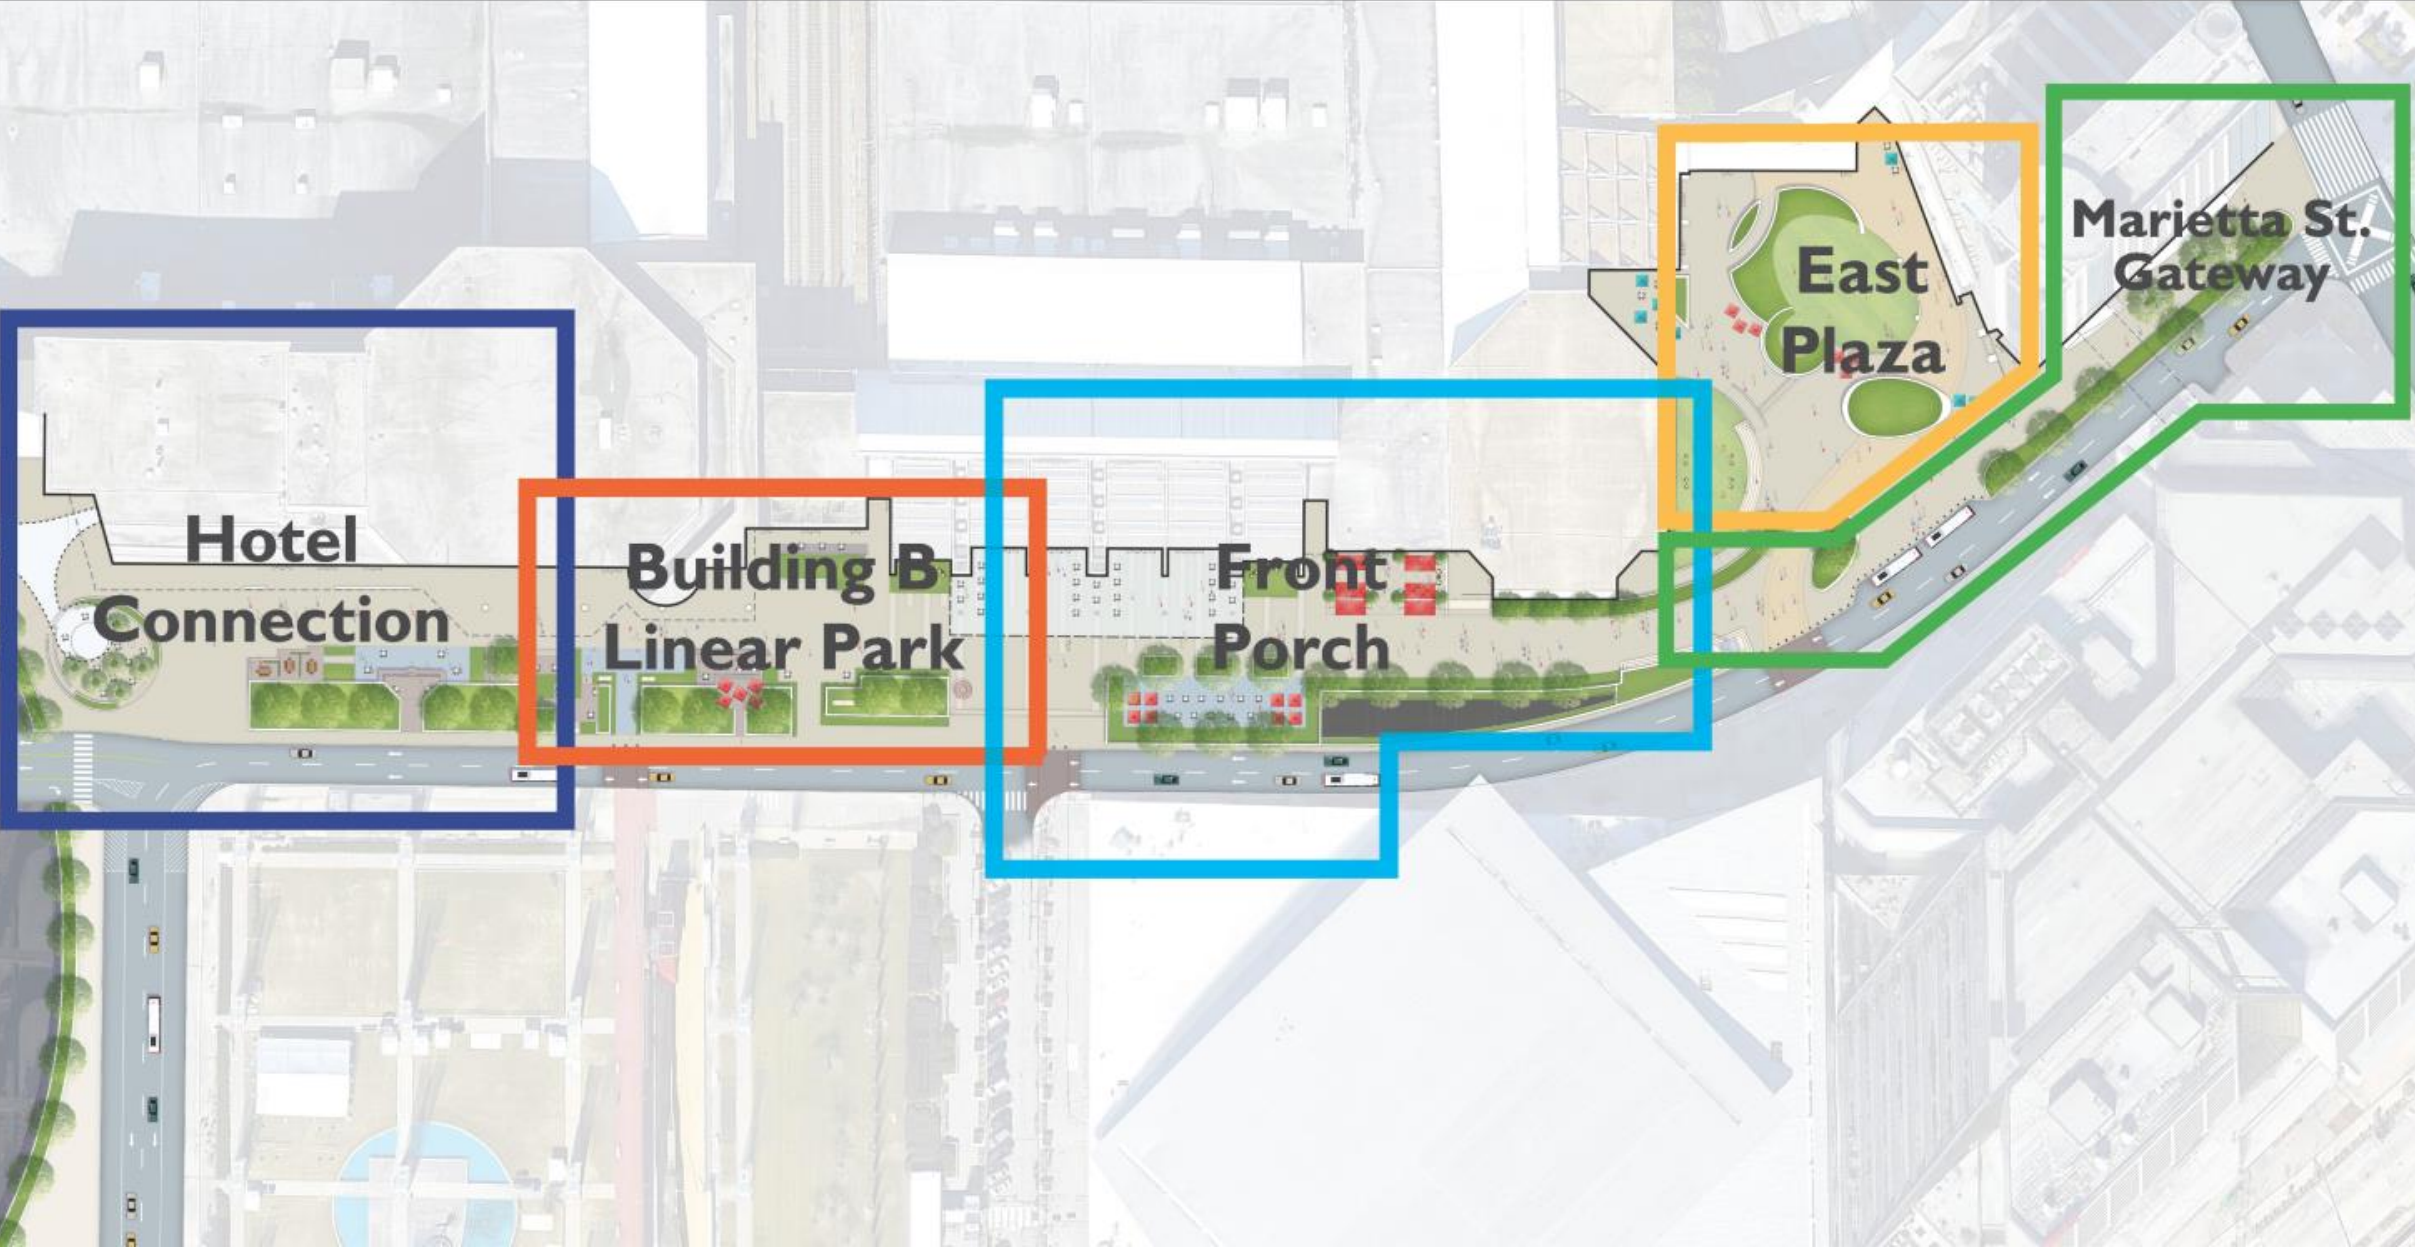 Hotel
Connection
Building B
Linear Park
Front
Porch
East
Plaza
Marietta St.
Gateway